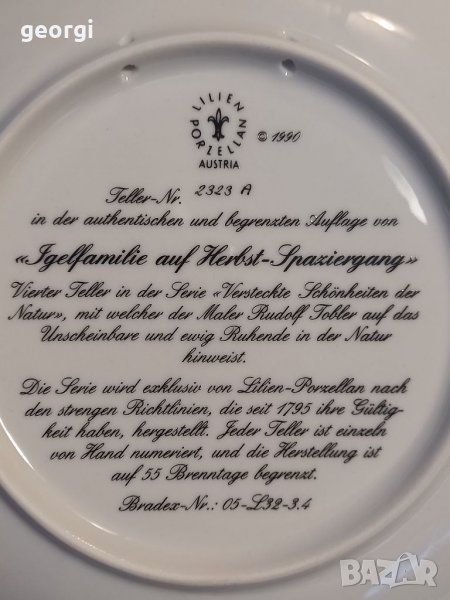 georgi
LILIEN PORZELLAN
AUSTRIA
© 1990
Teller-Nr. 2323 A
in der authentischen und begrenzten Auflage von
«Igelfamilie auf Herbst-Spaziergang»
Vierter Teller in der Serie «Versteckte Schönheiten der
Natur», mit welcher der Maler Rudolf Tobler auf das
Unscheinbare und ewig Ruhende in der Natur
hinweist.
Die Serie wird exklusiv von Lilien-Porzellan nach
den strengen Richtlinien, die seit 1795 ihre Gültig-
keit haben, hergestellt. Jeder Teller ist einzeln
von Hand numeriert, und die Herstellung ist
auf 55 Brenntage begrenzt.
Bradex-Nr.: 05-L32-3.4
BAZAR